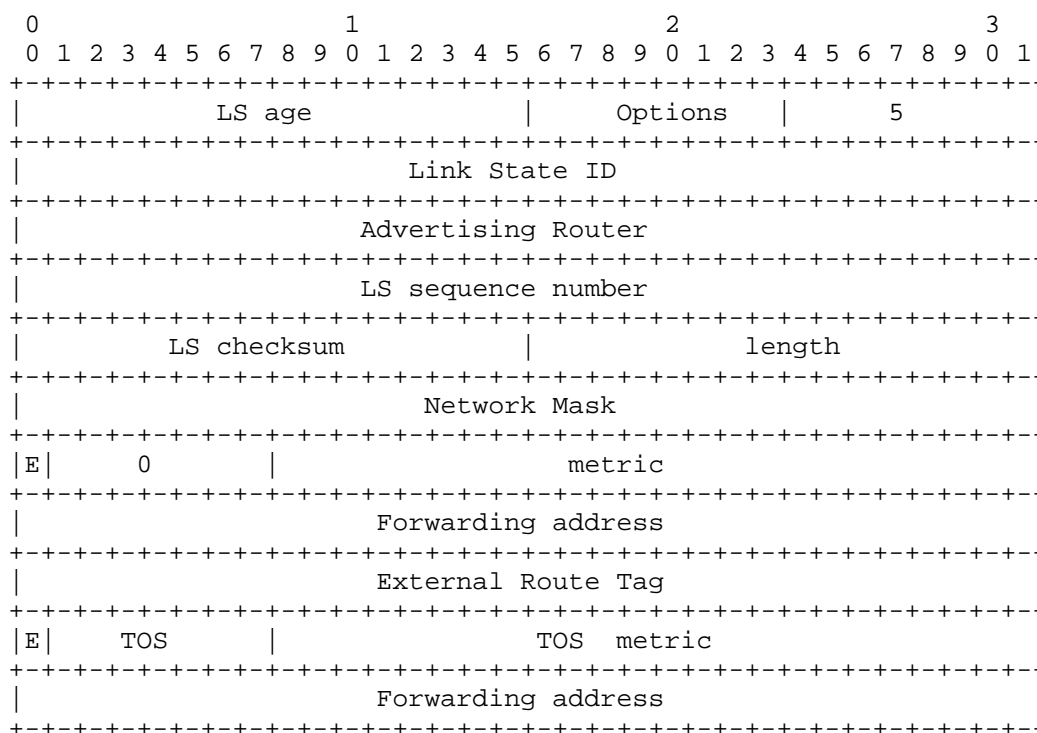 0                   1                   2                   3
 0 1 2 3 4 5 6 7 8 9 0 1 2 3 4 5 6 7 8 9 0 1 2 3 4 5 6 7 8 9 0 1
+-+-+-+-+-+-+-+-+-+-+-+-+-+-+-+-+-+-+-+-+-+-+-+-+-+-+-+-+-+-+-+-
|            LS age             |     Options   |      5
+-+-+-+-+-+-+-+-+-+-+-+-+-+-+-+-+-+-+-+-+-+-+-+-+-+-+-+-+-+-+-+-
|                        Link State ID
+-+-+-+-+-+-+-+-+-+-+-+-+-+-+-+-+-+-+-+-+-+-+-+-+-+-+-+-+-+-+-+-
|                     Advertising Router
+-+-+-+-+-+-+-+-+-+-+-+-+-+-+-+-+-+-+-+-+-+-+-+-+-+-+-+-+-+-+-+-
|                     LS sequence number
+-+-+-+-+-+-+-+-+-+-+-+-+-+-+-+-+-+-+-+-+-+-+-+-+-+-+-+-+-+-+-+-
|         LS checksum           |             length
+-+-+-+-+-+-+-+-+-+-+-+-+-+-+-+-+-+-+-+-+-+-+-+-+-+-+-+-+-+-+-+-
|                         Network Mask
+-+-+-+-+-+-+-+-+-+-+-+-+-+-+-+-+-+-+-+-+-+-+-+-+-+-+-+-+-+-+-+-
|E|     0       |                  metric
+-+-+-+-+-+-+-+-+-+-+-+-+-+-+-+-+-+-+-+-+-+-+-+-+-+-+-+-+-+-+-+-
|                      Forwarding address
+-+-+-+-+-+-+-+-+-+-+-+-+-+-+-+-+-+-+-+-+-+-+-+-+-+-+-+-+-+-+-+-
|                      External Route Tag
+-+-+-+-+-+-+-+-+-+-+-+-+-+-+-+-+-+-+-+-+-+-+-+-+-+-+-+-+-+-+-+-
|E|    TOS      |                TOS  metric
+-+-+-+-+-+-+-+-+-+-+-+-+-+-+-+-+-+-+-+-+-+-+-+-+-+-+-+-+-+-+-+-
|                      Forwarding address
+-+-+-+-+-+-+-+-+-+-+-+-+-+-+-+-+-+-+-+-+-+-+-+-+-+-+-+-+-+-+-+-